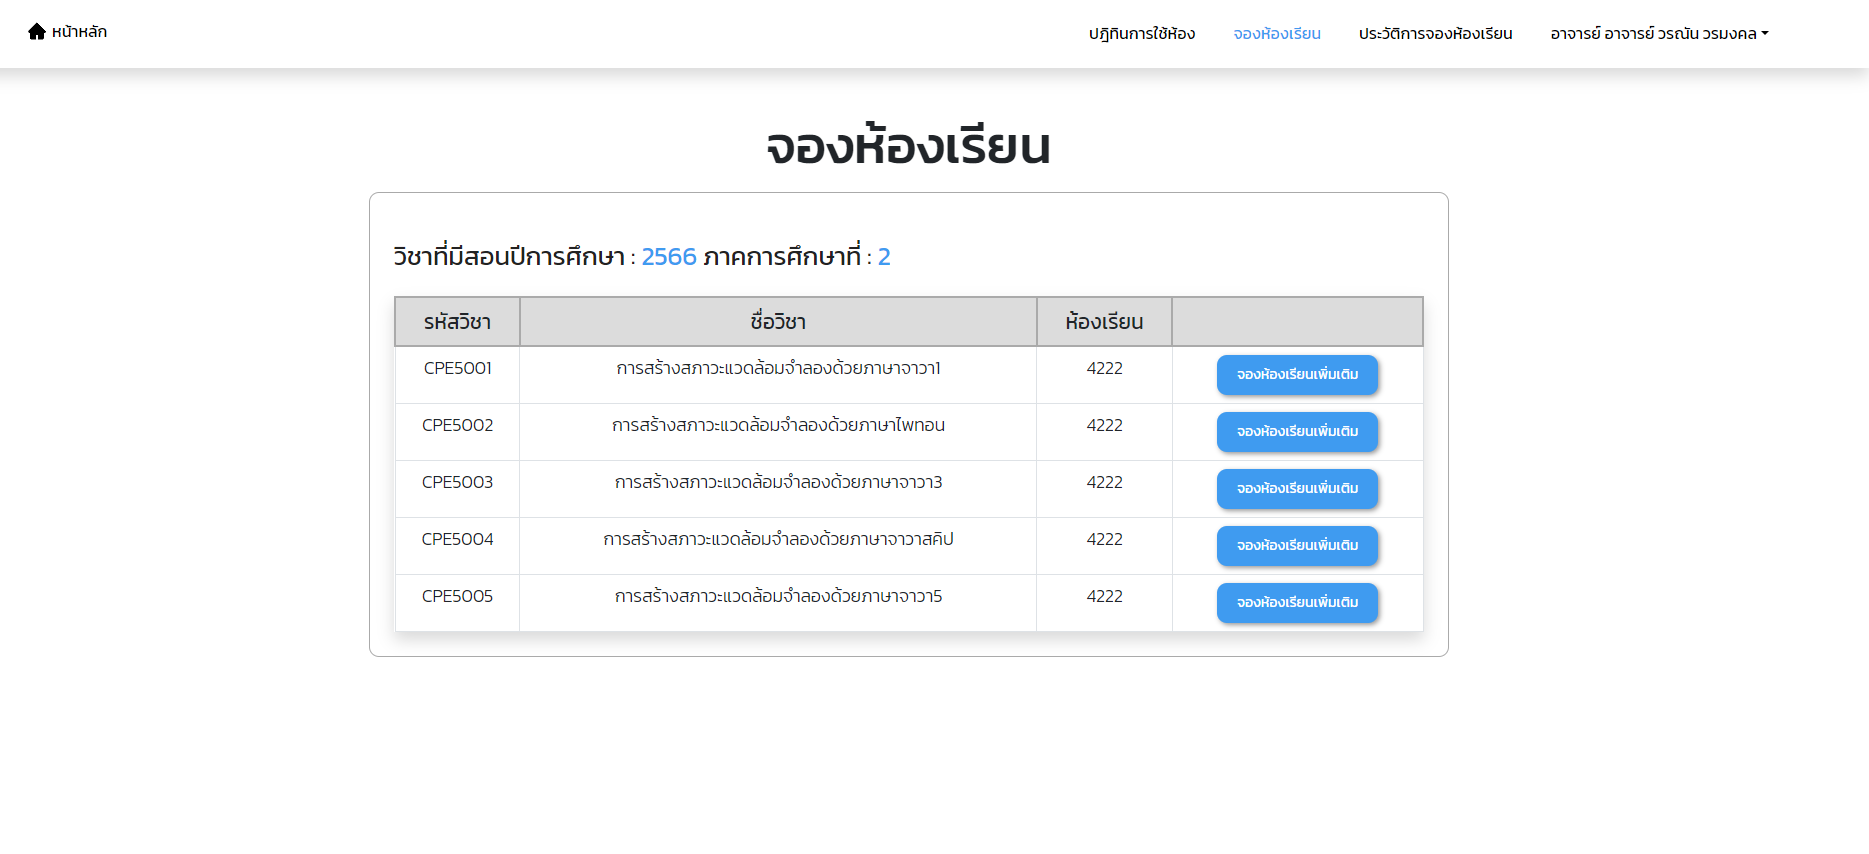 หน้าหลัก
ปฎิทินการใช้ห้อง จองห้องเรียน ประวัติการจองห้องเรียน อาจารย์ อาจารย์ วรณัน วรมงคล
จองห้องเรียน
วิชาที่มีสอนปีการศึกษา : 2566 ภาคการศึกษาที่ : 2
รหัสวิชา ชื่อวิชา ห้องเรียน
CPE5001 การสร้างสภาวะแวดล้อมจำลองด้วยภาษาจาวา1 4222 จองห้องเรียนเพิ่มเติม
CPE5002 การสร้างสภาวะแวดล้อมจำลองด้วยภาษาไพทอน 4222 จองห้องเรียนเพิ่มเติม
CPE5003 การสร้างสภาวะแวดล้อมจำลองด้วยภาษาจาวา3 4222 จองห้องเรียนเพิ่มเติม
CPE5004 การสร้างสภาวะแวดล้อมจำลองด้วยภาษาจาวาสคิป 4222 จองห้องเรียนเพิ่มเติม
CPE5005 การสร้างสภาวะแวดล้อมจำลองด้วยภาษาจาวา5 4222 จองห้องเรียนเพิ่มเติม